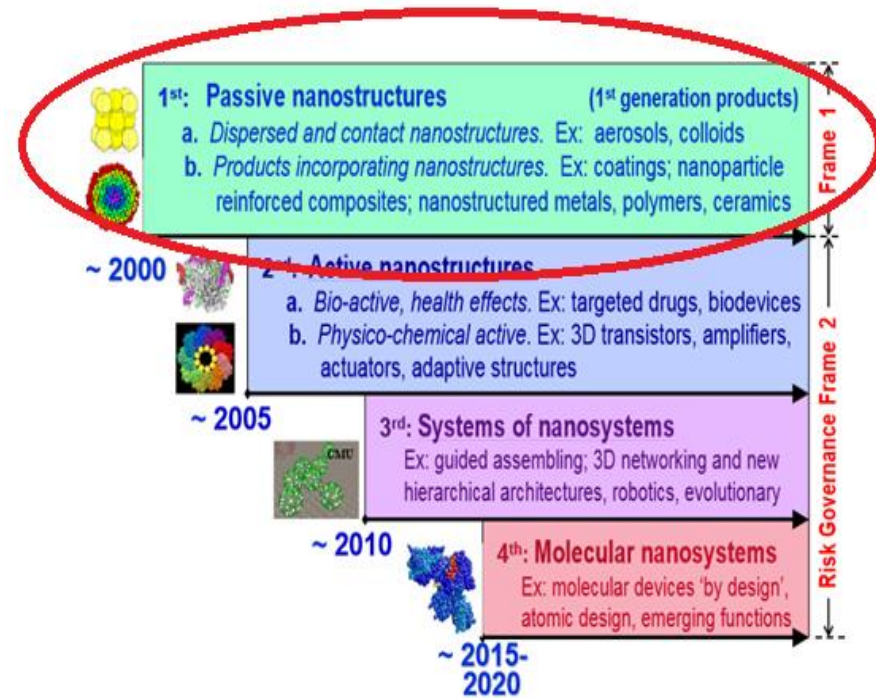 1st: Passive nanostructures (1st generation products)
a. Dispersed and contact nanostructures. Ex: aerosols, colloids
b. Products incorporating nanostructures. Ex: coatings; nanoparticle
reinforced composites; nanostructured metals, polymers, ceramics
Frame 1
~ 2000
2nd: Active nanostructures
a. Bio-active, health effects. Ex: targeted drugs, biodevices
b. Physico-chemical active. Ex: 3D transistors, amplifiers,
actuators, adaptive structures
~ 2005
CMU
3rd: Systems of nanosystems
Ex: guided assembling; 3D networking and new
hierarchical architectures, robotics, evolutionary
~ 2010
4th: Molecular nanosystems
Ex: molecular devices ‘by design’,
atomic design, emerging functions
~ 2015-
2020
Risk Governance Frame 2